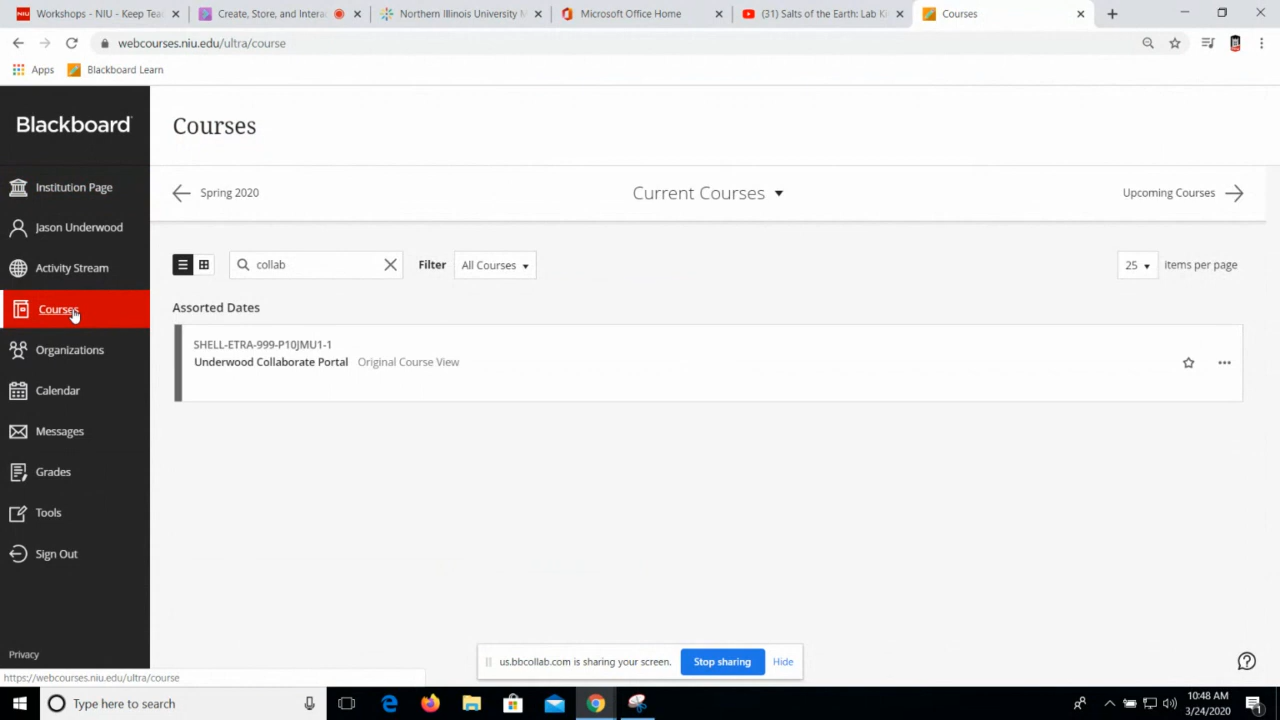 Workshops - NIU - Keep Tea
Create, Store, and Intera
Northern Illinois University M
Microsoft Office Home
(31) Salts of the Earth: Lab K
Courses
webcourses.niu.edu/ultra/course
Apps
Blackboard Learn
Blackboard
Courses
Institution Page
Spring 2020
Current Courses
Upcoming Courses
Jason Underwood
Activity Stream
collab
Filter
All Courses
25
items per page
Courses
Assorted Dates
SHELL-ETRA-999-P10JMU1-1
Organizations
Underwood Collaborate Portal Original Course View
Calendar
Messages
Grades
Tools
Sign Out
Privacy
us.bbcollab.com is sharing your screen.
Stop sharing
Hide
https://webcourses.niu.edu/ultra/course
Type here to search
10:48 AM
3/24/2020
1